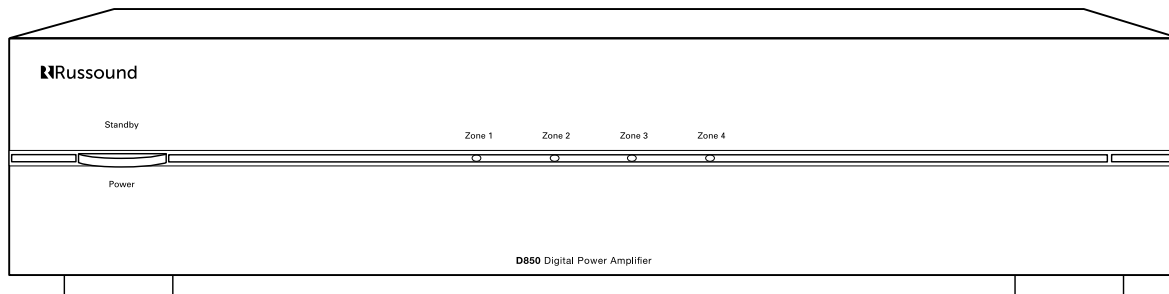 Russound
Standby
Zone 1 Zone 2 Zone 3 Zone 4
Power
D850 Digital Power Amplifier